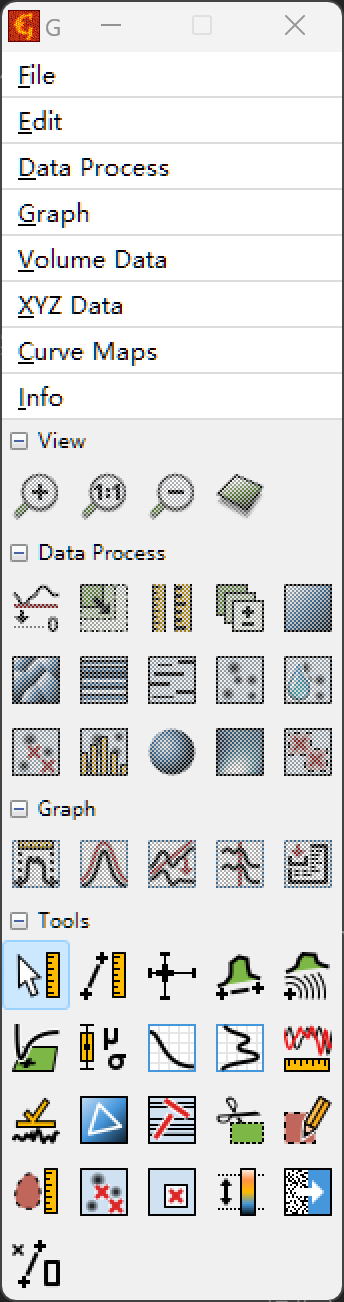 G
File
Edit
Data Process
Graph
Volume Data
XYZ Data
Curve Maps
Info
View
1:1
Data Process
0
Graph
Tools
μ
σ